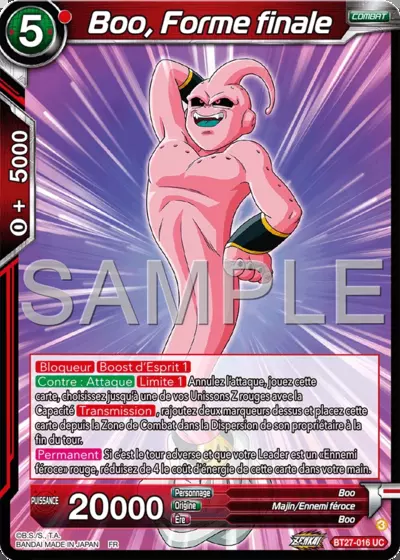 5
Boo, Forme finale
COMBAT
0 + 5000
SAMPLE
Bloqueur Boost d'Esprit 1
Contre : Attaque Limite 1 Annulez l'attaque, jouez cette
carte, choisissez jusqu'à une de vos Unissons Z rouges avec la
Capacité Transmission , rajoutez deux marqueurs dessus et placez cette
carte depuis la Zone de Combat dans la Dispersion de son propriétaire à la
fin du tour.
Permanent Si c'est le tour adverse et que votre Leader est un «Ennemi
féroce» rouge, réduisez de 4 le coût d'énergie de cette carte dans votre main.
PUISSANCE
20000
Personnage Boo
Origine Majin/Ennemi féroce
Ere Boo
3
©B.S./S. T.A.
BANDAI MADE IN JAPAN FR
ZENKAI
BT27-016 UC